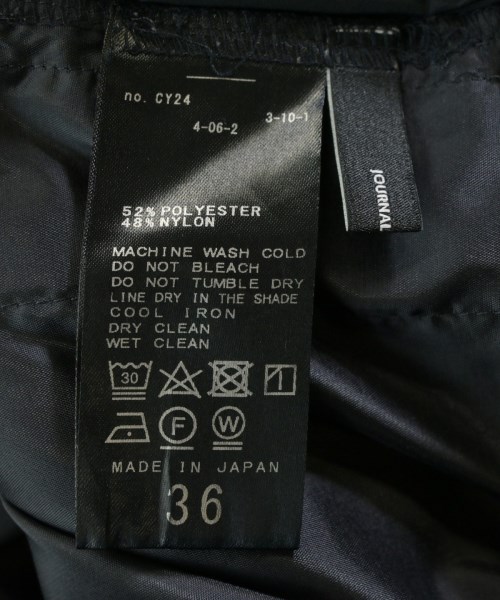 no. CY24
4-06-2 3-10-1
52% POLYESTER
48% NYLON
MACHINE WASH COLD
DO NOT BLEACH
DO NOT TUMBLE DRY
LINE DRY IN THE SHADE
COOL IRON
DRY CLEAN
WET CLEAN
30
F W
MADE IN JAPAN
36
JOURNAL